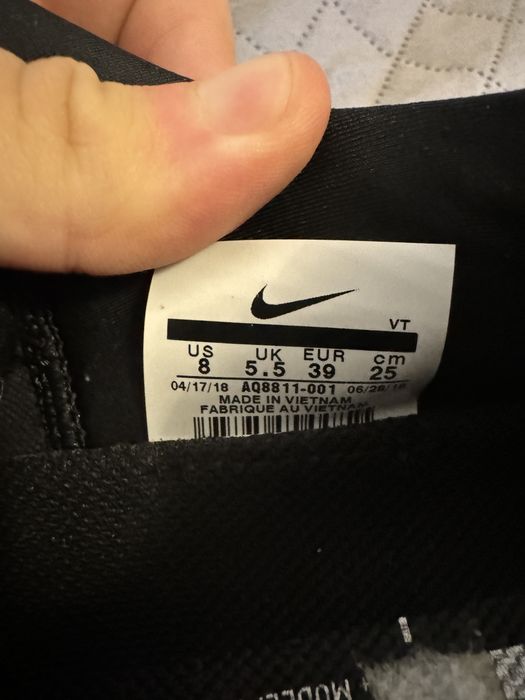 VT
US UK EUR cm
8 5.5 39 25
04/17/18 AQ8811-001 06/28/18
MADE IN VIETNAM
FABRIQUE AU VIETNAM